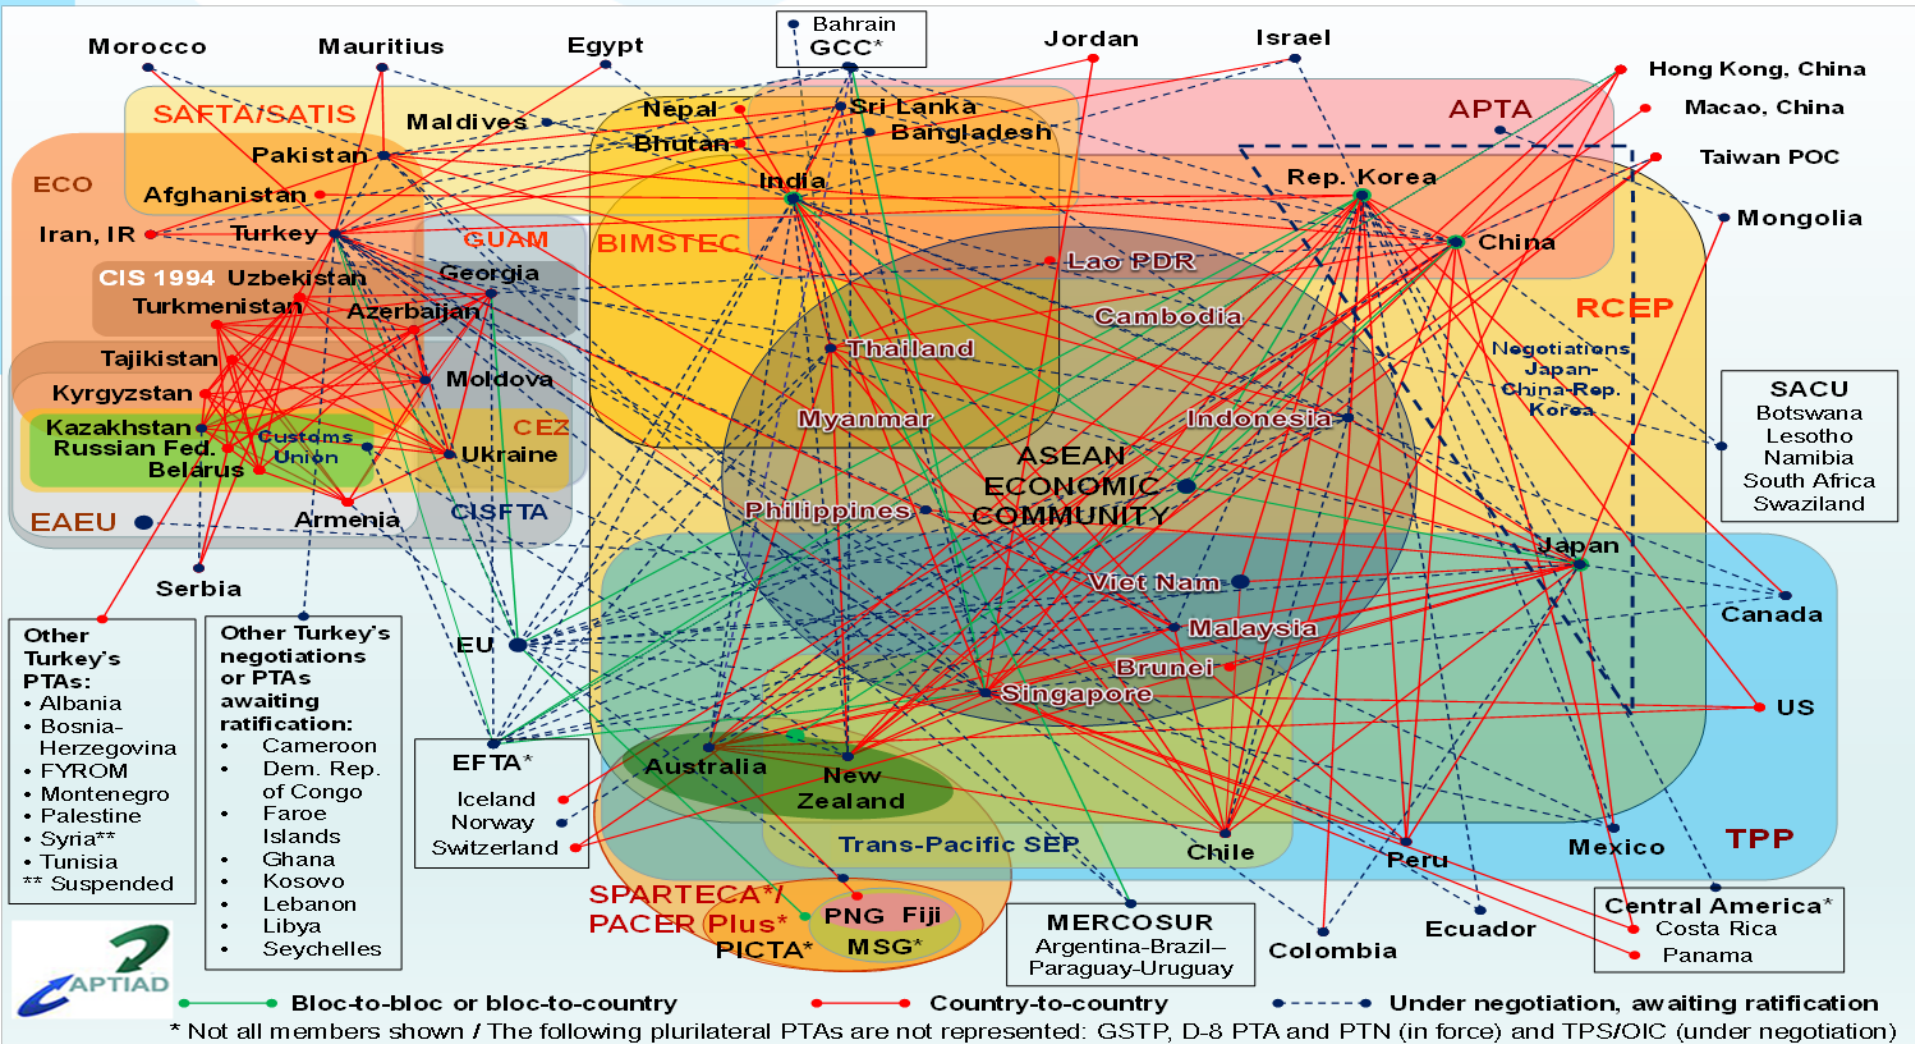 Morocco
Mauritius
Egypt
Bahrain
GCC*
Jordan
Israel
Hong Kong, China
Macao, China
Taiwan POC
Mongolia
SAFTA/SATIS
Maldives
Nepal
Bhutan
Sri Lanka
Bangladesh
APTA
Pakistan
ECO
Afghanistan
India
Rep. Korea
Iran, IR
Turkey
GUAM
BIMSTEC
China
CIS 1994
Uzbekistan
Georgia
Lao PDR
Turkmenistan
Azerbaijan
Cambodia
RCEP
Tajikistan
Thailand
Negotiations
Japan-
China-Rep.
Korea
Kyrgyzstan
Moldova
Myanmar
Indonesia
Kazakhstan
Russian Fed.
Belarus
Customs
Union
CEZ
Ukraine
ASEAN
ECONOMIC
COMMUNITY
SACU
Botswana
Lesotho
Namibia
South Africa
Swaziland
EAEU
Armenia
CISFTA
Philippines
Japan
Serbia
Viet Nam
Canada
Malaysia
EU
Brunei
Singapore
US
Other
Turkey's
PTAs:
• Albania
• Bosnia-
Herzegovina
• FYROM
• Montenegro
• Palestine
• Syria**
• Tunisia
** Suspended
Other Turkey's
negotiations
or PTAs
awaiting
ratification:
• Cameroon
• Dem. Rep.
of Congo
• Faroe
Islands
• Ghana
• Kosovo
• Lebanon
• Libya
• Seychelles
EFTA*
Iceland
Norway
Switzerland
Australia
New
Zealand
Trans-Pacific SEP
Chile
Peru
Mexico
TPP
SPARTECA*/
PACER Plus*
PICTA*
PNG Fiji
MSG*
MERCOSUR
Argentina-Brazil–
Paraguay-Uruguay
Colombia
Ecuador
Central America*
Costa Rica
Panama
APTIAD
Bloc-to-bloc or bloc-to-country
Country-to-country
Under negotiation, awaiting ratification
* Not all members shown / The following plurilateral PTAs are not represented: GSTP, D-8 PTA and PTN (in force) and TPS/OIC (under negotiation)